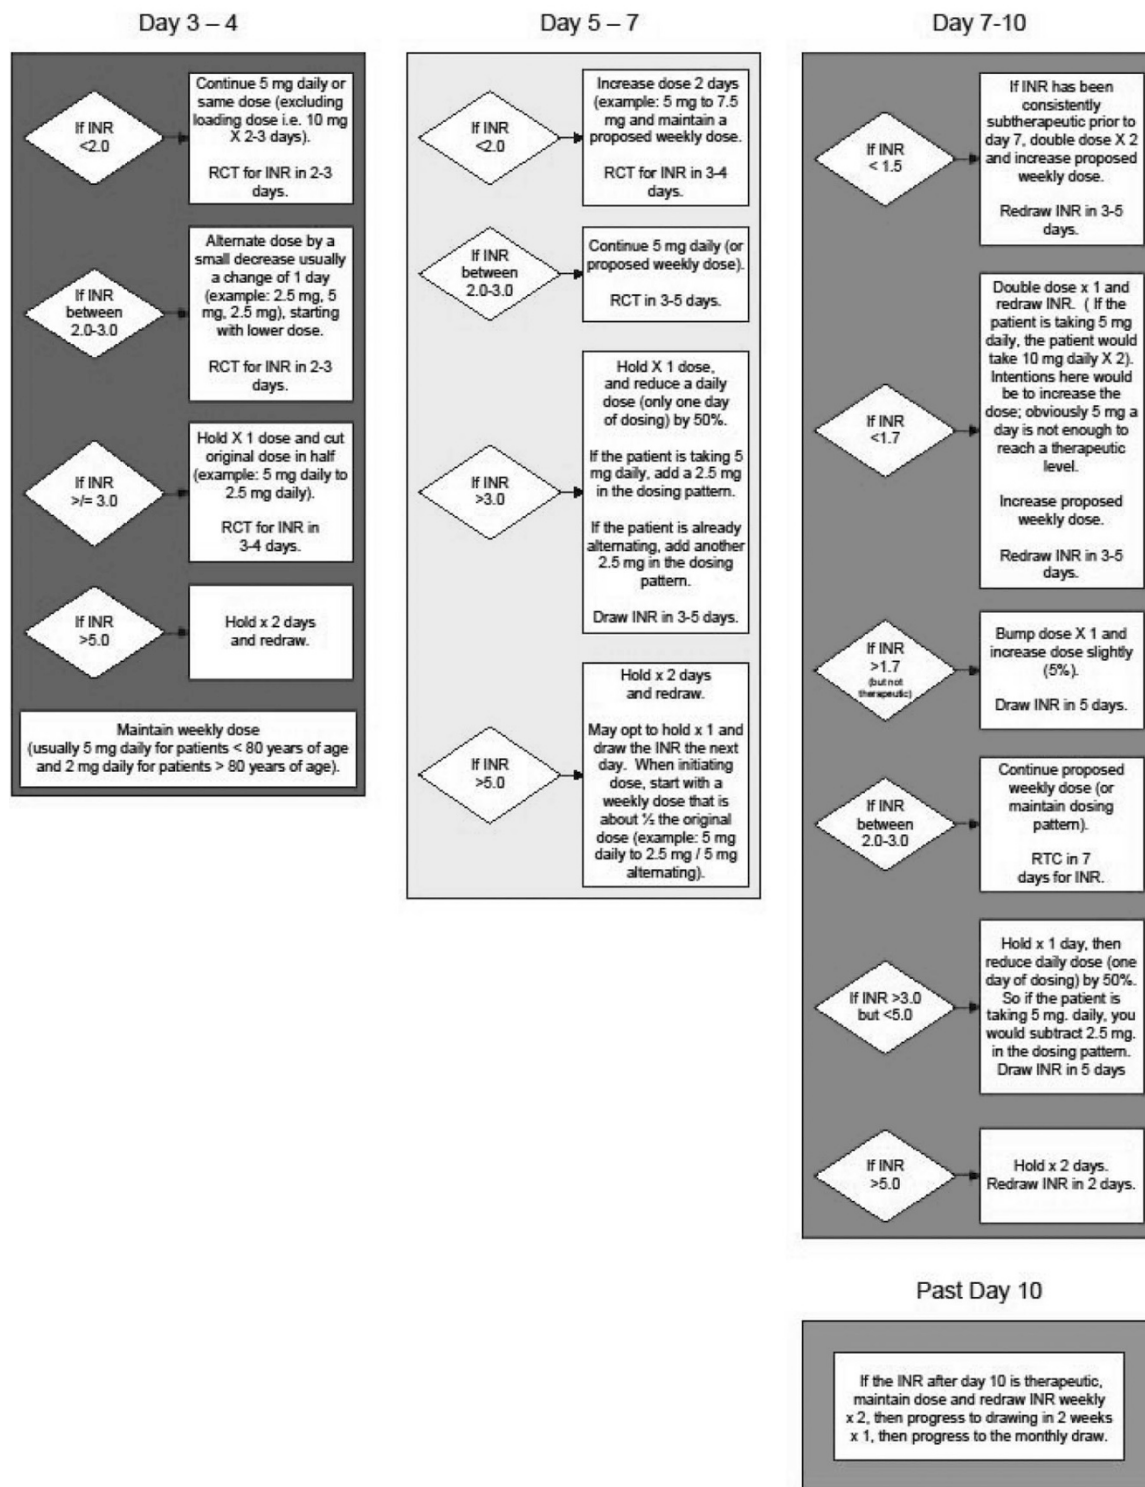 Day 3 – 4
If INR
<2.0
Continue 5 mg daily or
same dose (excluding
loading dose i.e. 10 mg
X 2-3 days).
RCT for INR in 2-3
days.
If INR
between
2.0-3.0
Alternate dose by a
small decrease usually
a change of 1 day
(example: 2.5 mg, 5
mg, 2.5 mg), starting
with lower dose.
RCT for INR in 2-3
days.
If INR
>/= 3.0
Hold X 1 dose and cut
original dose in half
(example: 5 mg daily to
2.5 mg daily).
RCT for INR in
3-4 days.
If INR
>5.0
Hold x 2 days
and redraw.
Maintain weekly dose
(usually 5 mg daily for patients < 80 years of age
and 2 mg daily for patients > 80 years of age).
Day 5 – 7
If INR
<2.0
Increase dose 2 days
(example: 5 mg to 7.5
mg and maintain a
proposed weekly dose.
RCT for INR in 3-4
days.
If INR
between
2.0-3.0
Continue 5 mg daily (or
proposed weekly dose).
RCT in 3-5 days.
If INR
>3.0
Hold X 1 dose,
and reduce a daily
dose (only one day
of dosing) by 50%.
If the patient is taking 5
mg daily, add a 2.5 mg
in the dosing pattern.
If the patient is already
alternating, add another
2.5 mg in the dosing
pattern.
Draw INR in 3-5 days.
If INR
>5.0
Hold x 2 days
and redraw.
May opt to hold x 1 and
draw the INR the next
day. When initiating
dose, start with a
weekly dose that is
about the original
dose (example: 5 mg
daily to 2.5 mg / 5 mg
alternating).
Day 7-10
If INR
< 1.5
If INR has been
consistently
subtherapeutic prior to
day 7, double dose X 2
and increase proposed
weekly dose.
Redraw INR in 3-5
days.
If INR
<1.7
Double dose x 1 and
redraw INR. ( If the
patient is taking 5 mg
daily, the patient would
take 10 mg daily X 2).
Intentions here would
be to increase the
dose; obviously 5 mg a
day is not enough to
reach a therapeutic
level.
Increase proposed
weekly dose.
Redraw INR in 3-5
days.
If INR
>1.7
(but not
therapeutic)
Bump dose X 1 and
increase dose slightly
(5%).
Draw INR in 5 days.
If INR
between
2.0-3.0
Continue proposed
weekly dose (or
maintain dosing
pattern).
RTC in 7
days for INR.
If INR >3.0
but <5.0
Hold x 1 day, then
reduce daily dose (one
day of dosing) by 50%.
So if the patient is
taking 5 mg. daily, you
would subtract 2.5 mg.
in the dosing pattern.
Draw INR in 5 days
If INR
>5.0
Hold x 2 days.
Redraw INR in 2 days.
Past Day 10
If the INR after day 10 is therapeutic,
maintain dose and redraw INR weekly
x 2, then progress to drawing in 2 weeks
x 1, then progress to the monthly draw.